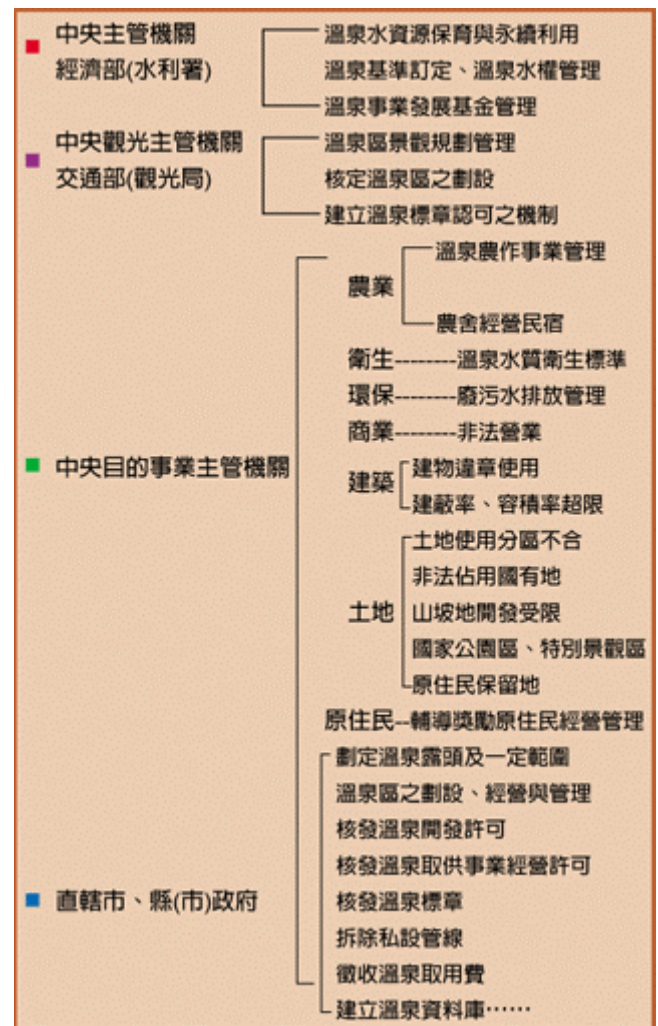 中央主管機關
經濟部(水利署)
溫泉水資源保育與永續利用
溫泉基準訂定、溫泉水權管理
溫泉事業發展基金管理
中央觀光主管機關
交通部(觀光局)
溫泉區景觀規劃管理
核定溫泉區之劃設
建立溫泉標章認可之機制
中央目的事業主管機關
農業
溫泉農作事業管理
農舍經營民宿
衛生--------溫泉水質衛生標準
環保--------廢污水排放管理
商業--------非法營業
建築
建物違章使用
建蔽率、容積率超限
土地
土地使用分區不合
非法佔用國有地
山坡地開發受限
國家公園區、特別景觀區
原住民保留地
原住民--輔導獎勵原住民經營管理
直轄市、縣(市)政府
劃定溫泉露頭及一定範圍
溫泉區之劃設、經營與管理
核發溫泉開發許可
核發溫泉取供事業經營許可
核發溫泉標章
拆除私設管線
徵收溫泉取用費
建立溫泉資料庫⋯⋯